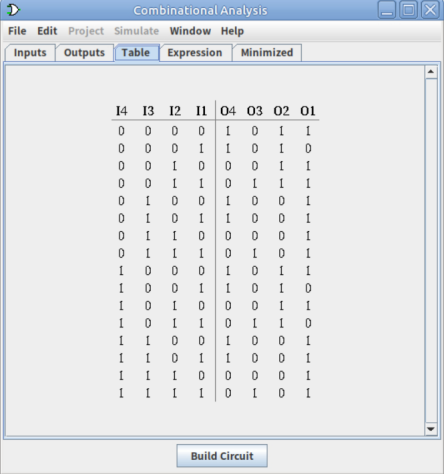 Combinational Analysis
File Edit Project Simulate Window Help
Inputs Outputs Table Expression Minimized
I4 I3 I2 I1 O4 O3 O2 O1
0 0 0 0 1 0 1 1
0 0 0 1 1 0 1 0
0 0 1 0 0 0 1 1
0 0 1 1 0 1 1 1
0 1 0 0 1 0 0 1
0 1 0 1 1 0 0 1
0 1 1 0 0 0 0 1
0 1 1 1 0 1 0 1
1 0 0 0 1 0 0 1
1 0 0 1 1 0 1 0
1 0 1 0 0 0 1 1
1 0 1 1 0 1 1 0
1 1 0 0 1 0 0 1
1 1 0 1 1 0 0 1
1 1 1 0 0 0 0 1
1 1 1 1 0 1 0 1
Build Circuit